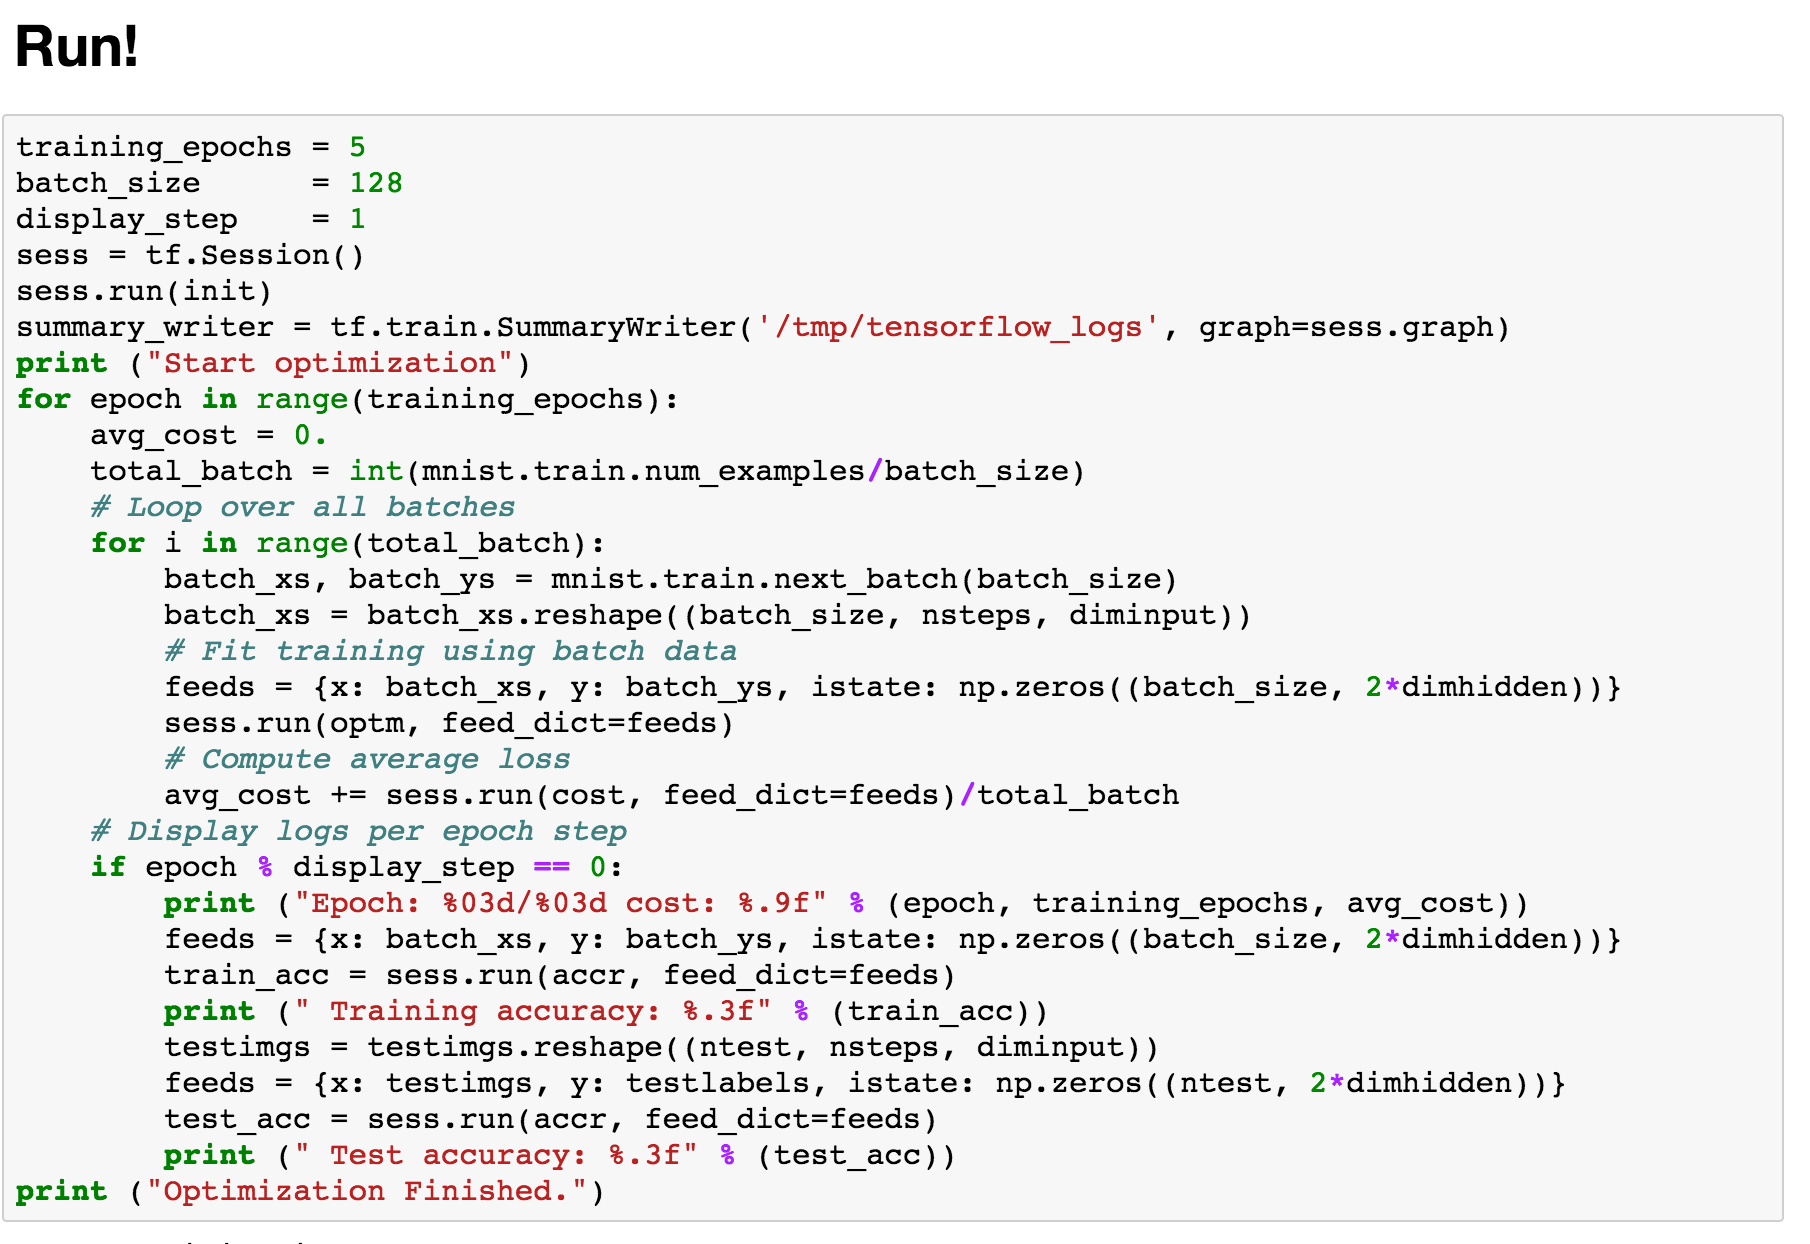 Run!
training_epochs = 5
batch_size      = 128
display_step    = 1
sess = tf.Session()
sess.run(init)
summary_writer = tf.train.SummaryWriter('/tmp/tensorflow_logs', graph=sess.graph)
print ("Start optimization")
for epoch in range(training_epochs):
    avg_cost = 0.
    total_batch = int(mnist.train.num_examples/batch_size)
    # Loop over all batches
    for i in range(total_batch):
        batch_xs, batch_ys = mnist.train.next_batch(batch_size)
        batch_xs = batch_xs.reshape((batch_size, nsteps, diminput))
        # Fit training using batch data
        feeds = {x: batch_xs, y: batch_ys, istate: np.zeros((batch_size, 2*dimhidden))}
        sess.run(optm, feed_dict=feeds)
        # Compute average loss
        avg_cost += sess.run(cost, feed_dict=feeds)/total_batch
    # Display logs per epoch step
    if epoch % display_step == 0:
        print ("Epoch: %03d/%03d cost: %.9f" % (epoch, training_epochs, avg_cost))
        feeds = {x: batch_xs, y: batch_ys, istate: np.zeros((batch_size, 2*dimhidden))}
        train_acc = sess.run(accr, feed_dict=feeds)
        print (" Training accuracy: %.3f" % (train_acc))
        testimgs = testimgs.reshape((ntest, nsteps, diminput))
        feeds = {x: testimgs, y: testlabels, istate: np.zeros((ntest, 2*dimhidden))}
        test_acc = sess.run(accr, feed_dict=feeds)
        print (" Test accuracy: %.3f" % (test_acc))
print ("Optimization Finished.")